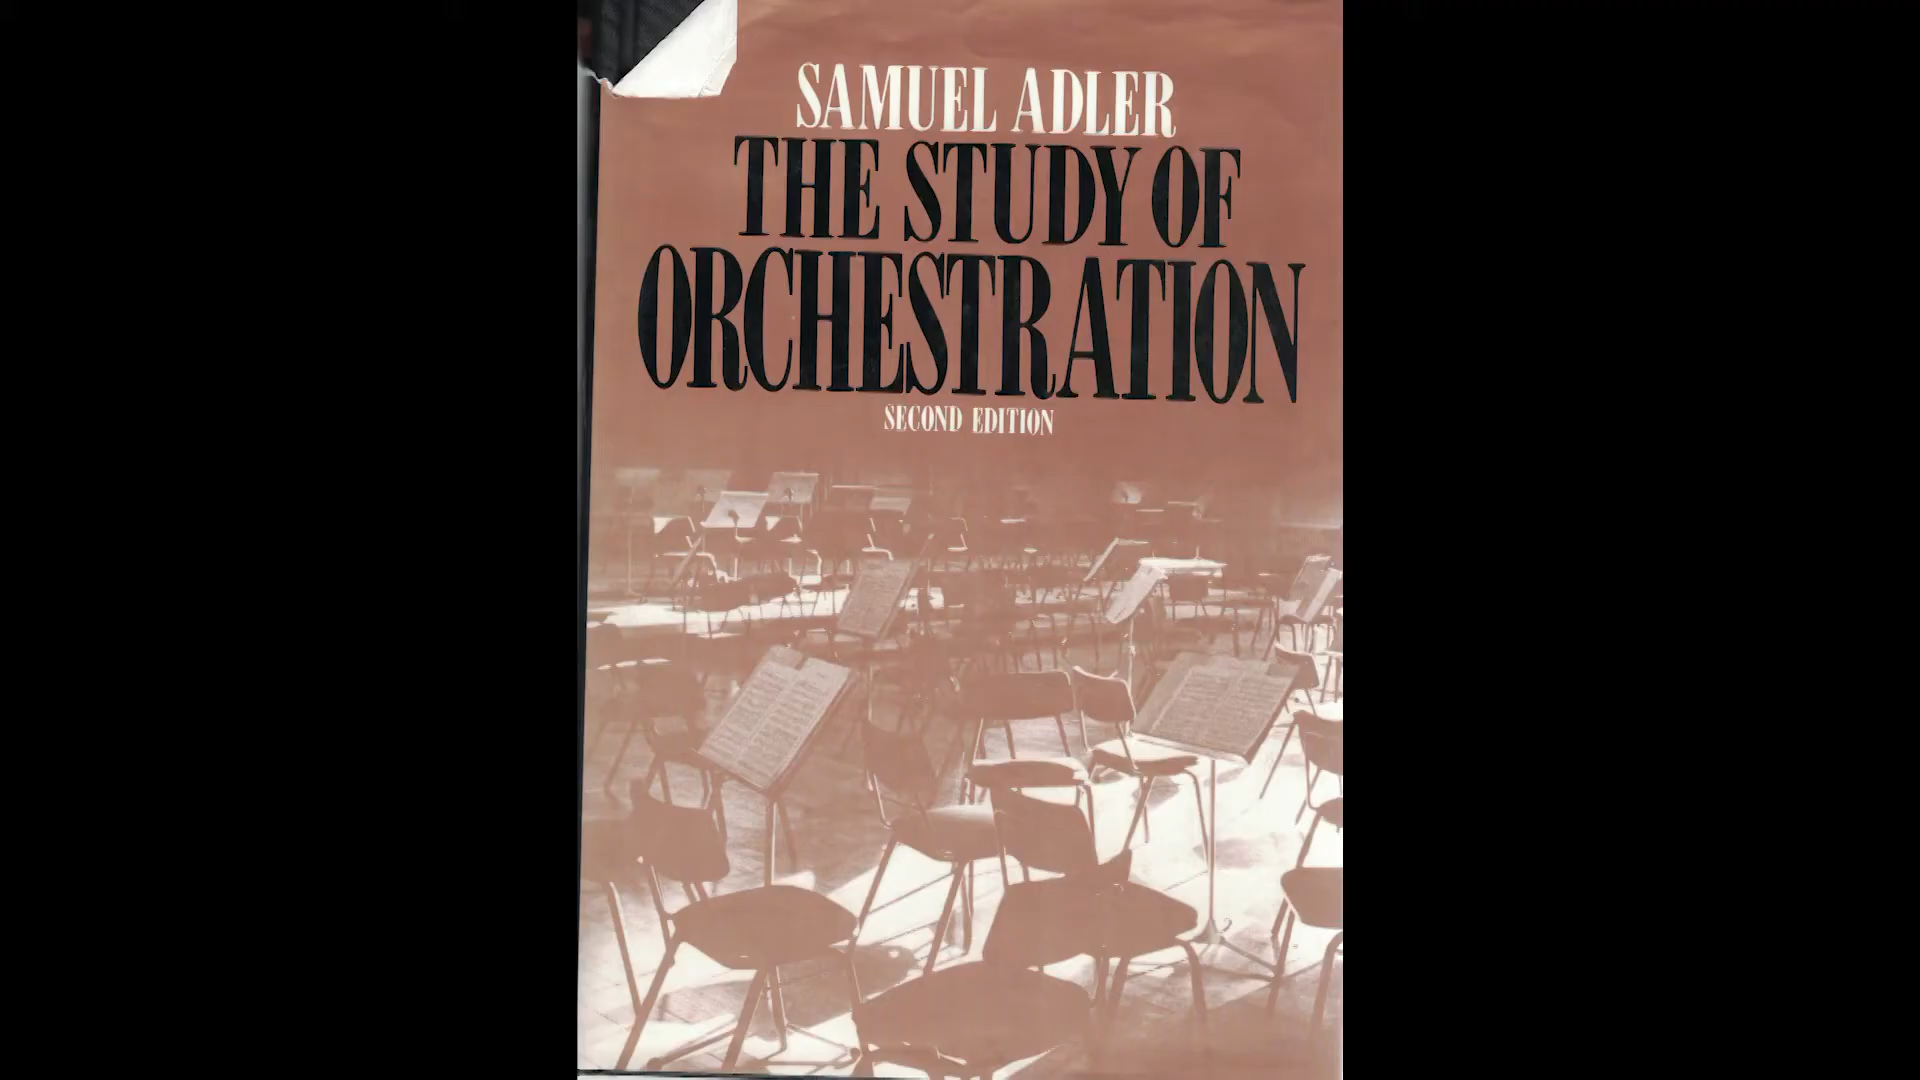 SAMUEL ADLER
THE STUDY OF
ORCHESTRATION
SECOND EDITION